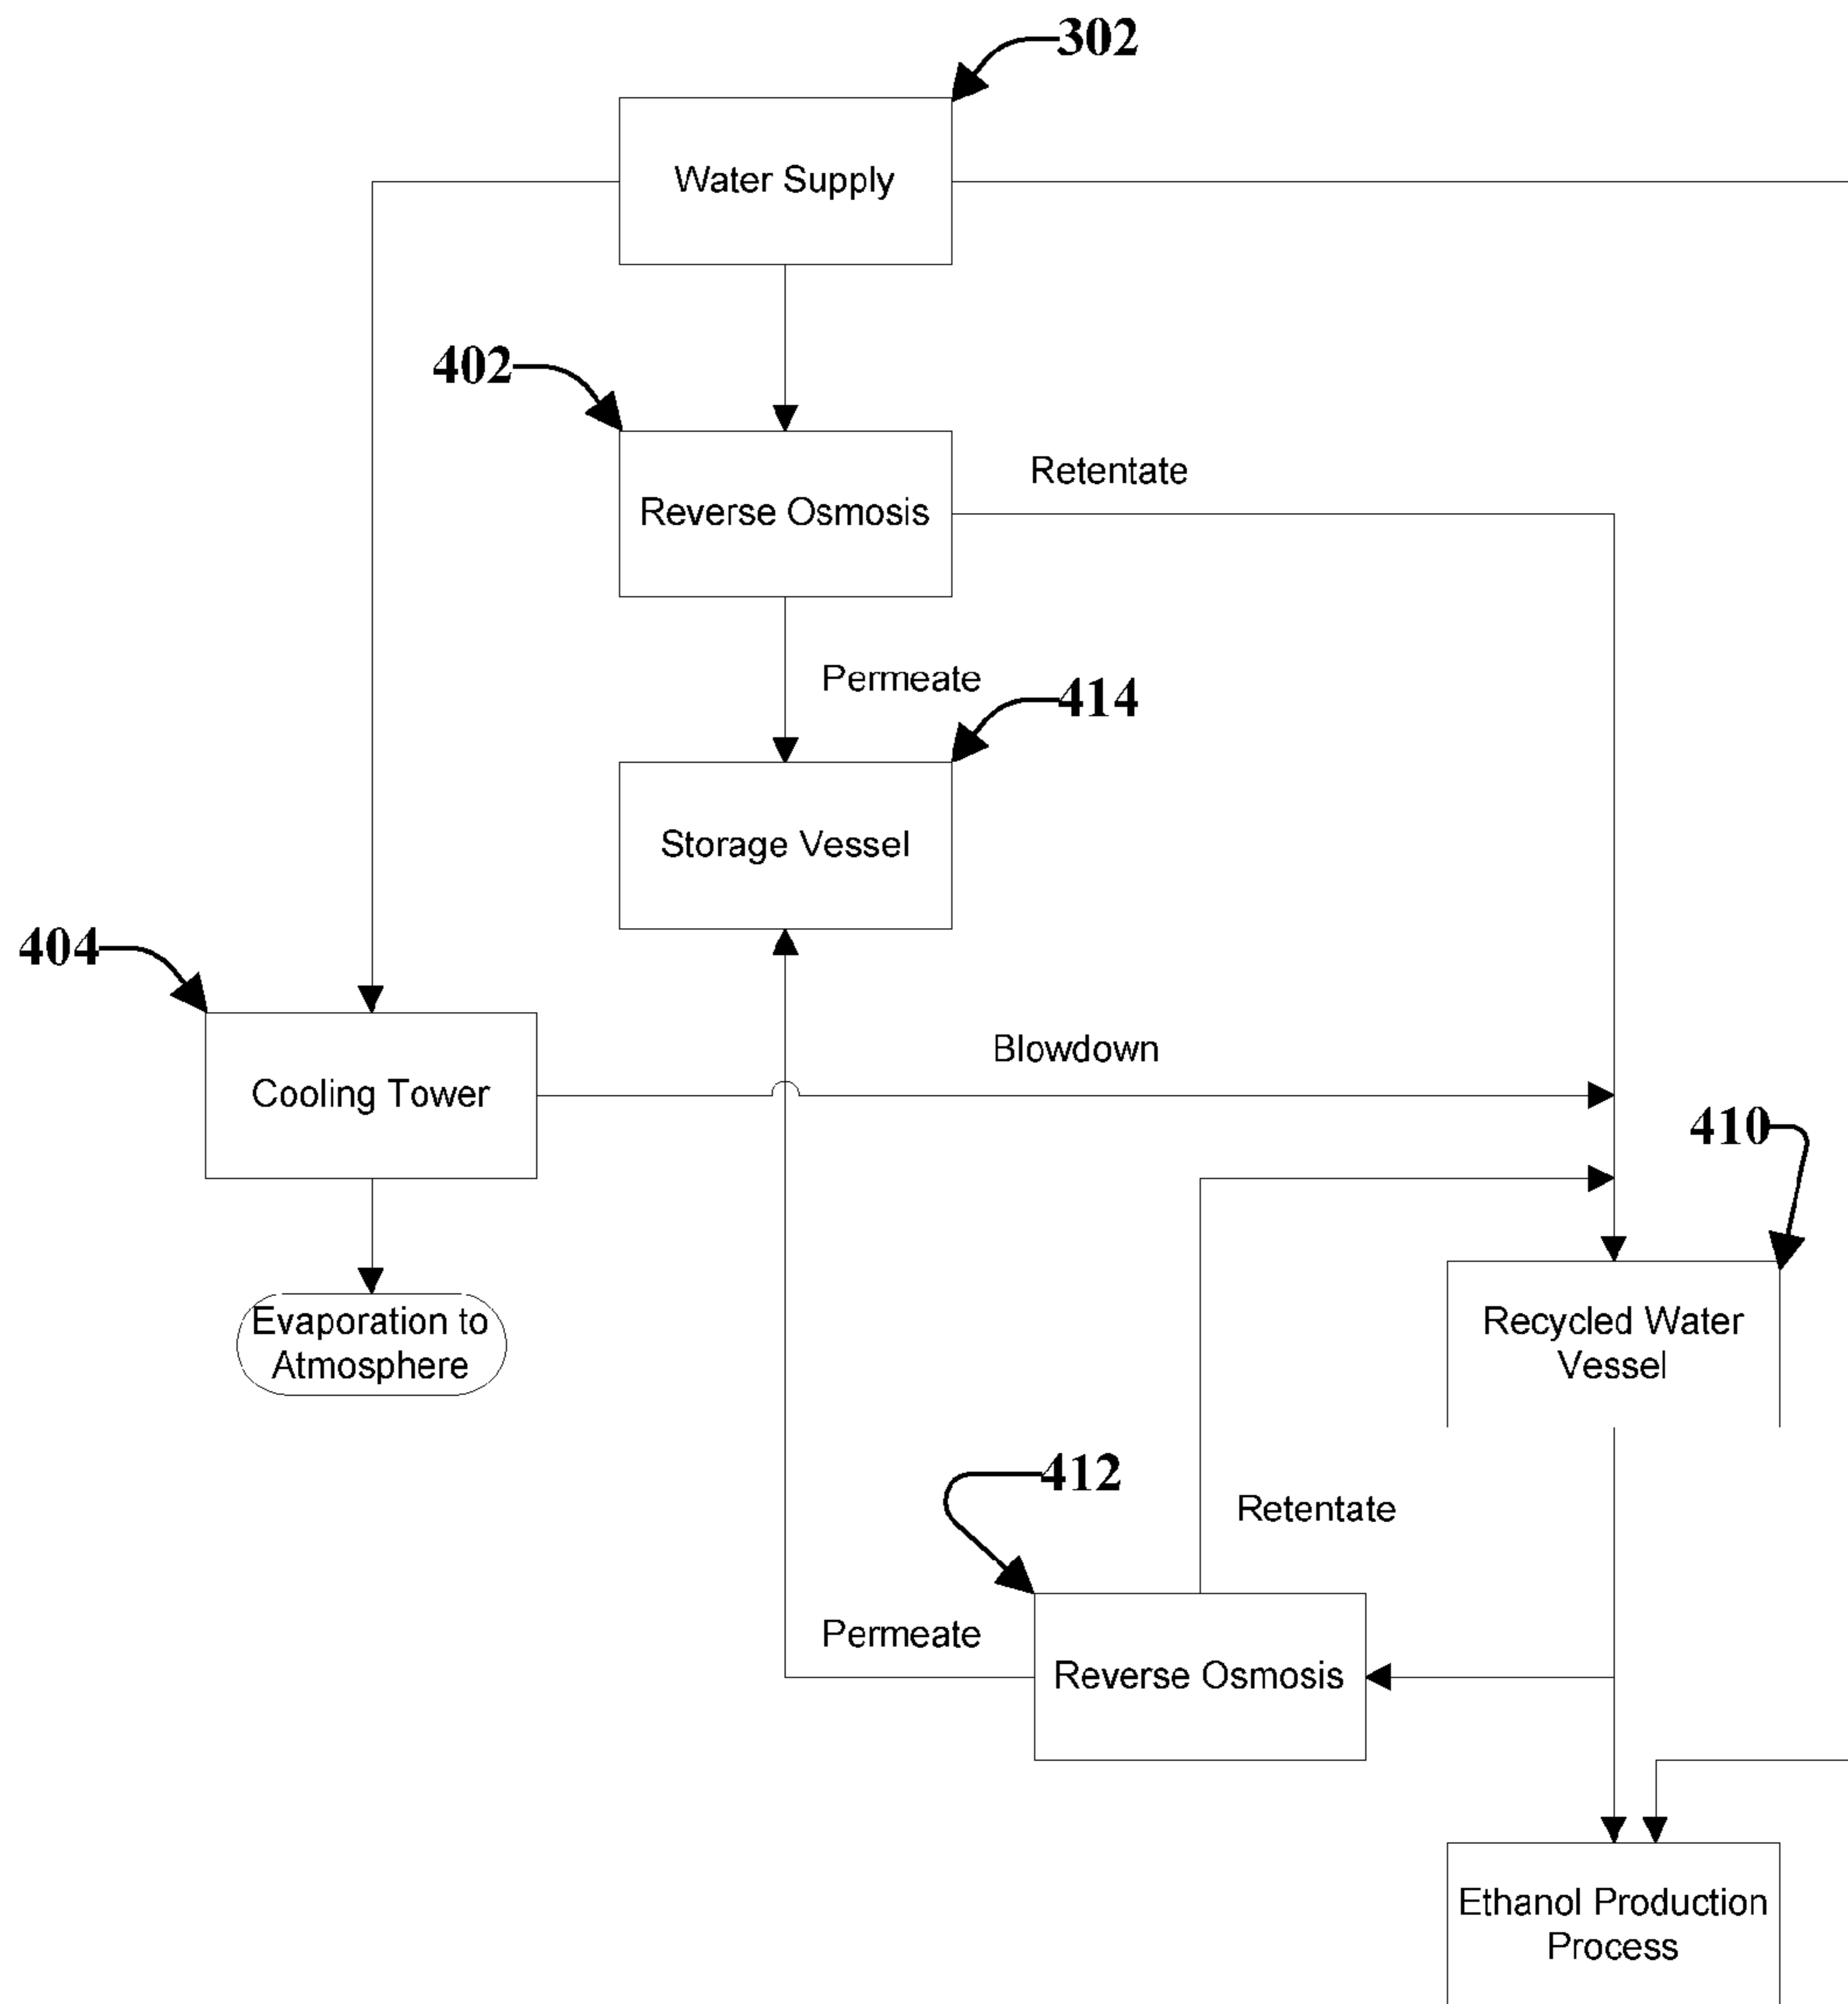 302
Water Supply
402
Retentate
Reverse Osmosis
Permeate
414
Storage Vessel
404
Blowdown
Cooling Tower
410
Evaporation to
Atmosphere
Recycled Water
Vessel
412
Retentate
Permeate
Reverse Osmosis
Ethanol Production
Process